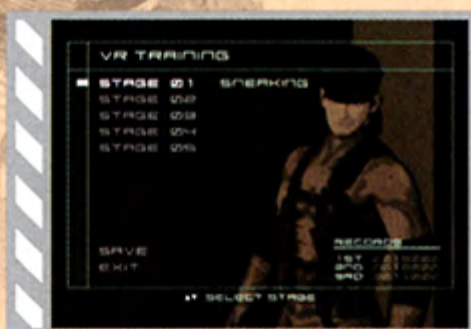 VR TRAINING
STAGE 01 SNEAKING
STAGE 02
STAGE 03
STAGE 04
STAGE 05
SAVE
EXIT
RECORDS
1ST
2ND
3RD
SELECT STAGE